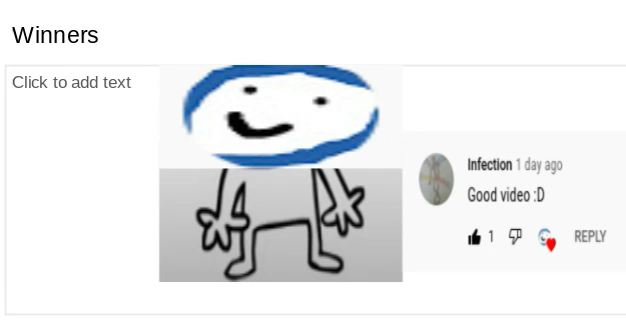 Winners
Click to add text
Infection 1 day ago
Good video :D
1
REPLY